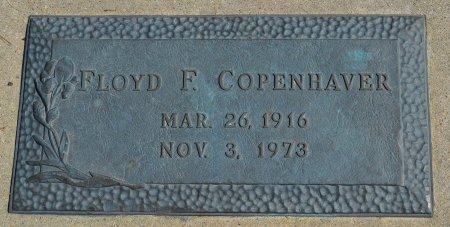 FLOYD F. COPENHAVER
MAR. 26, 1916
NOV. 3, 1973